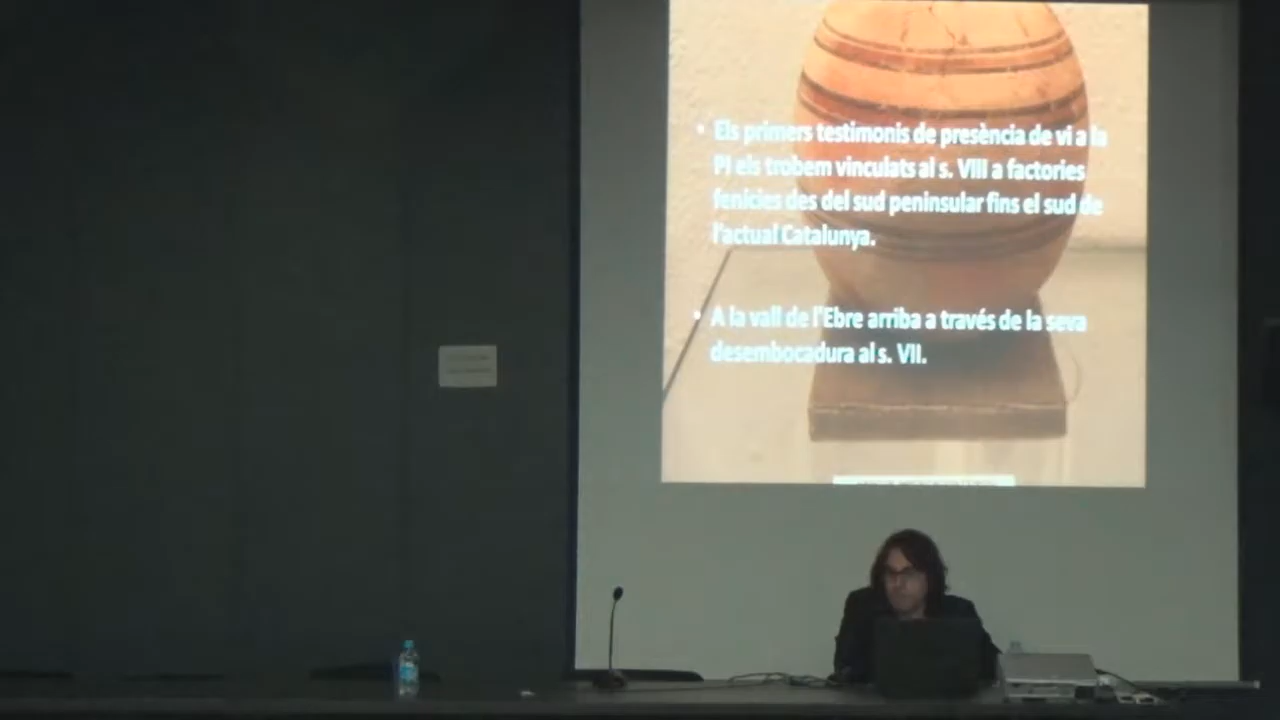 • Els primers testimonis de presència de vi a la
PI els trobem vinculats al s. VIII a factories
fenícies des del sud peninsular fins el sud de
l'actual Catalunya.
• A la vall de l'Ebre arriba a través de la seva
desembocadura al s. VII.